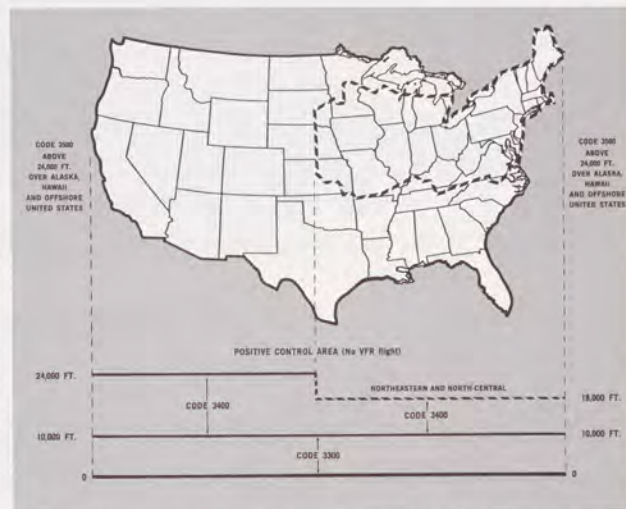 CODE 3500
ABOVE
24,000 FT.
OVER ALASKA,
HAWAII
AND OFFSHORE
UNITED STATES
CODE 3500
ABOVE
24,000 FT.
OVER ALASKA,
HAWAII
AND OFFSHORE
UNITED STATES
POSITIVE CONTROL AREA (No VFR flight)
24,000 FT.
NORTHEASTERN AND NORTH-CENTRAL
18,000 FT.
CODE 3400
CODE 3400
10,000 FT.
10,000 FT.
CODE 3300
0
0